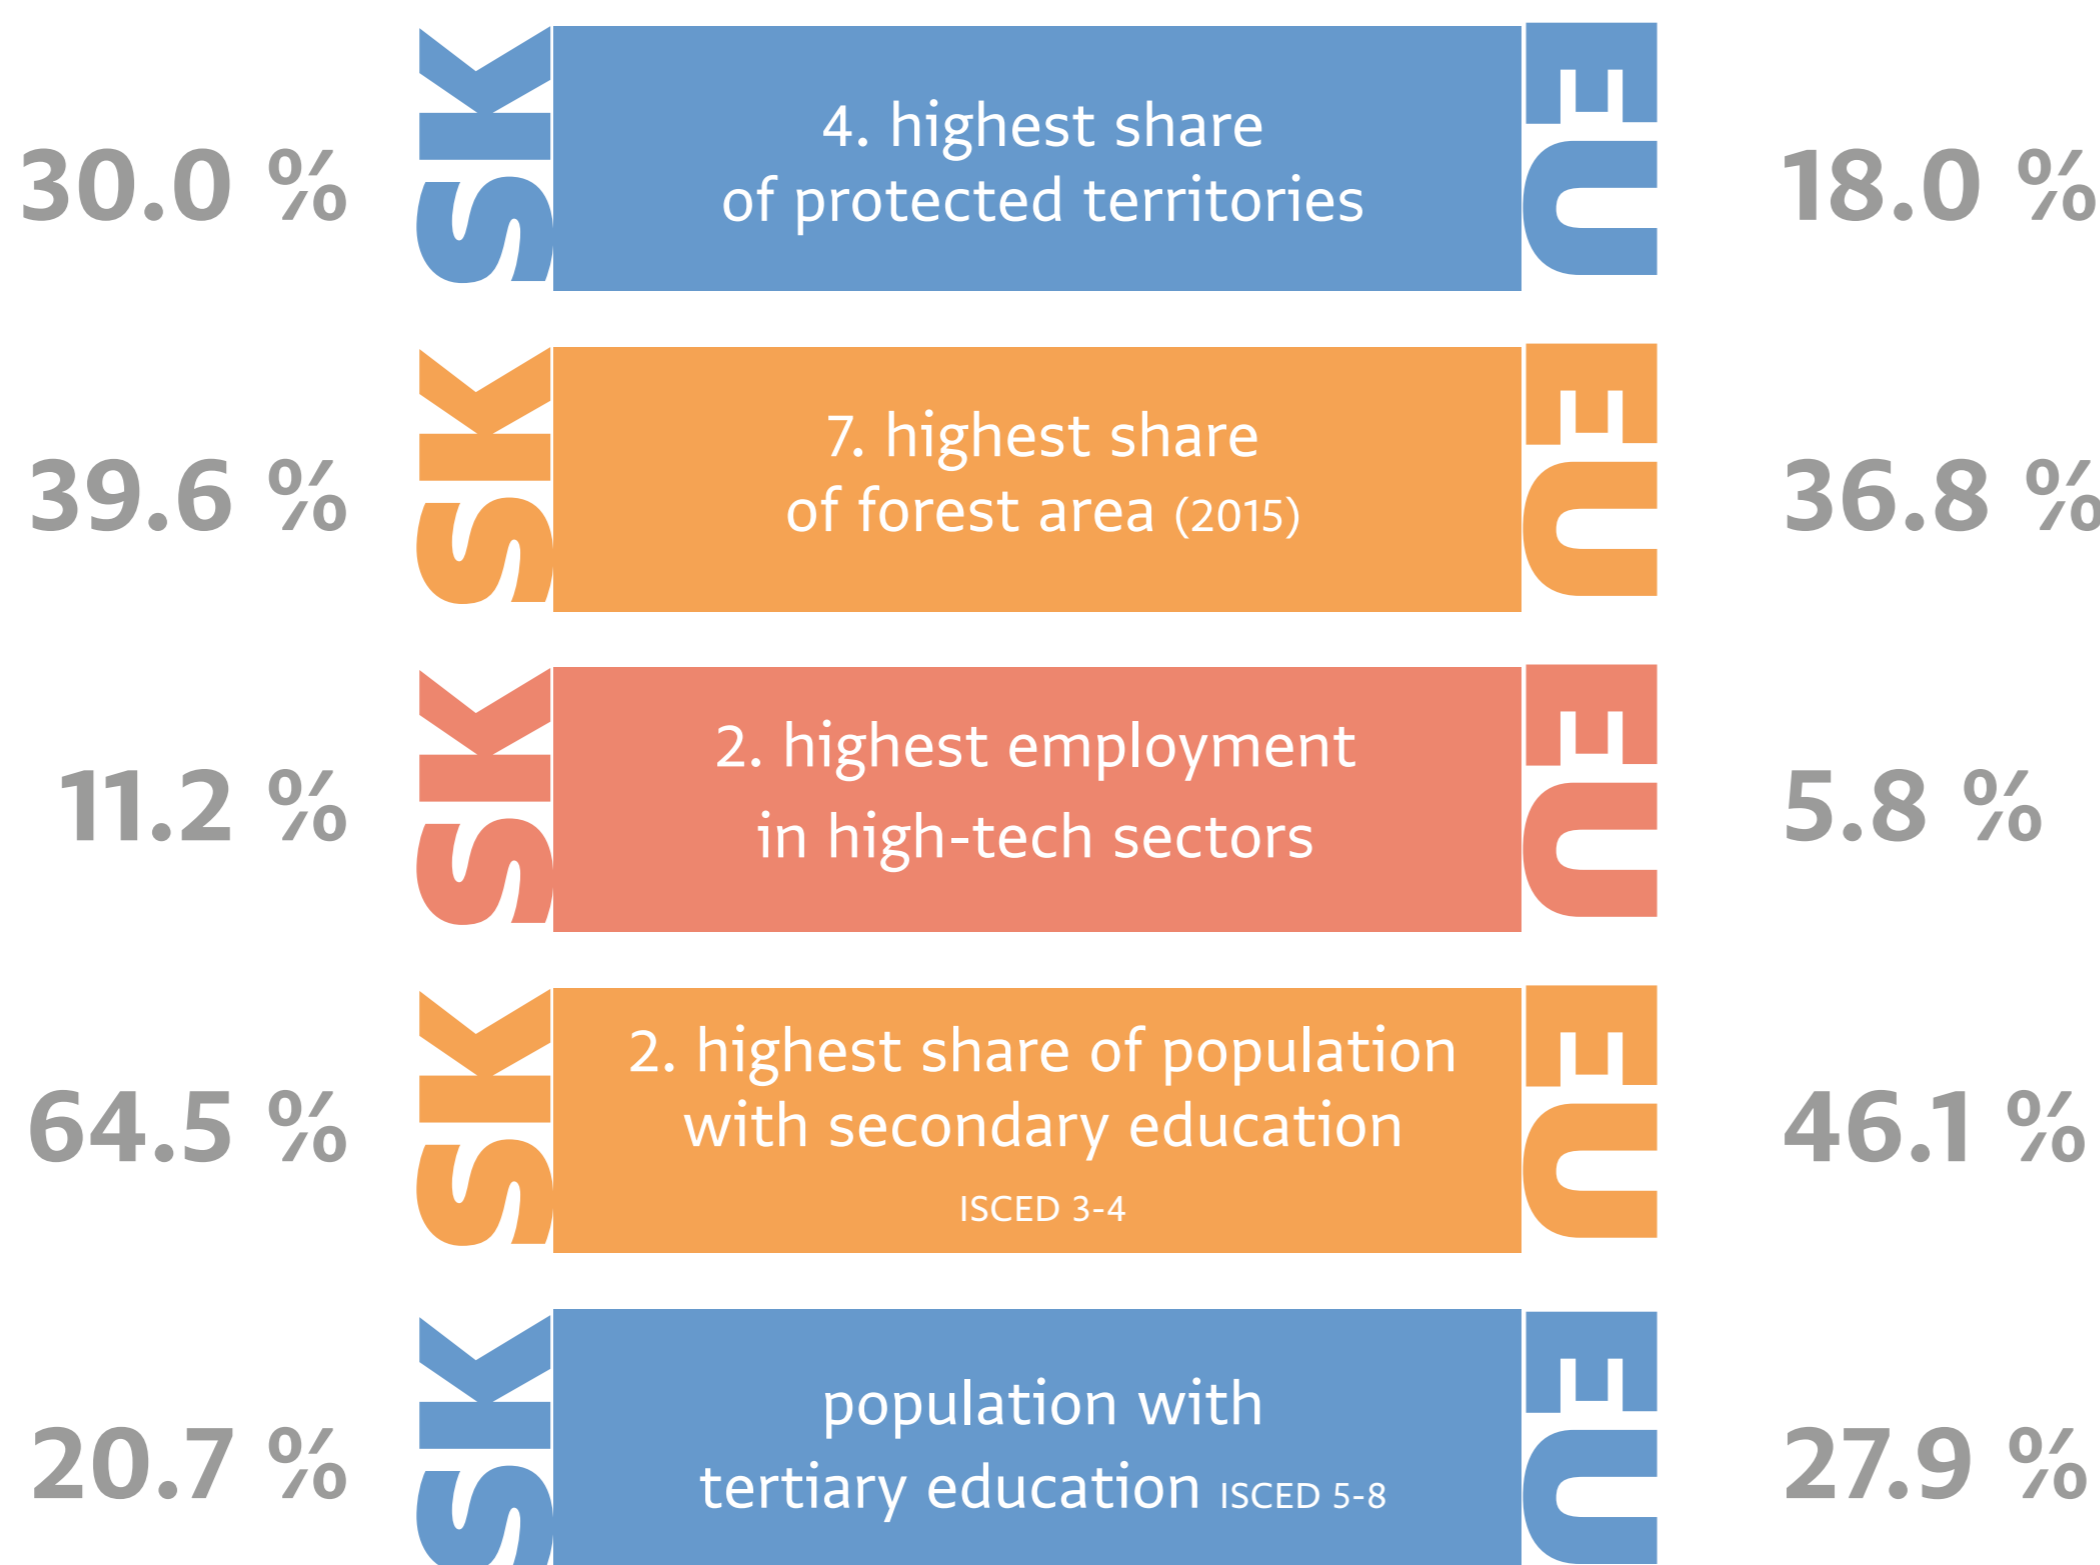 30.0 %
SK
4. highest share
of protected territories
EU
18.0 %
39.6 %
SK
7. highest share
of forest area (2015)
EU
36.8 %
11.2 %
SK
2. highest employment
in high-tech sectors
EU
5.8 %
64.5 %
SK
2. highest share of population
with secondary education
ISCED 3-4
EU
46.1 %
20.7 %
SK
population with
tertiary education ISCED 5-8
EU
27.9 %